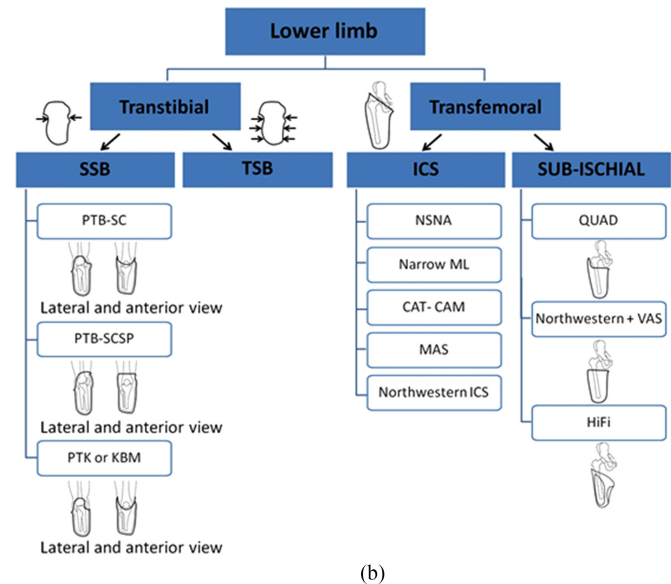 Lower limb
Transtibial
Transfemoral
SSB
TSB
ICS
SUB-ISCHIAL
PTB-SC
Lateral and anterior view
PTB-SCSP
Lateral and anterior view
PTK or KBM
Lateral and anterior view
NSNA
Narrow ML
CAT- CAM
MAS
Northwestern ICS
QUAD
Northwestern + VAS
HiFi
(b)